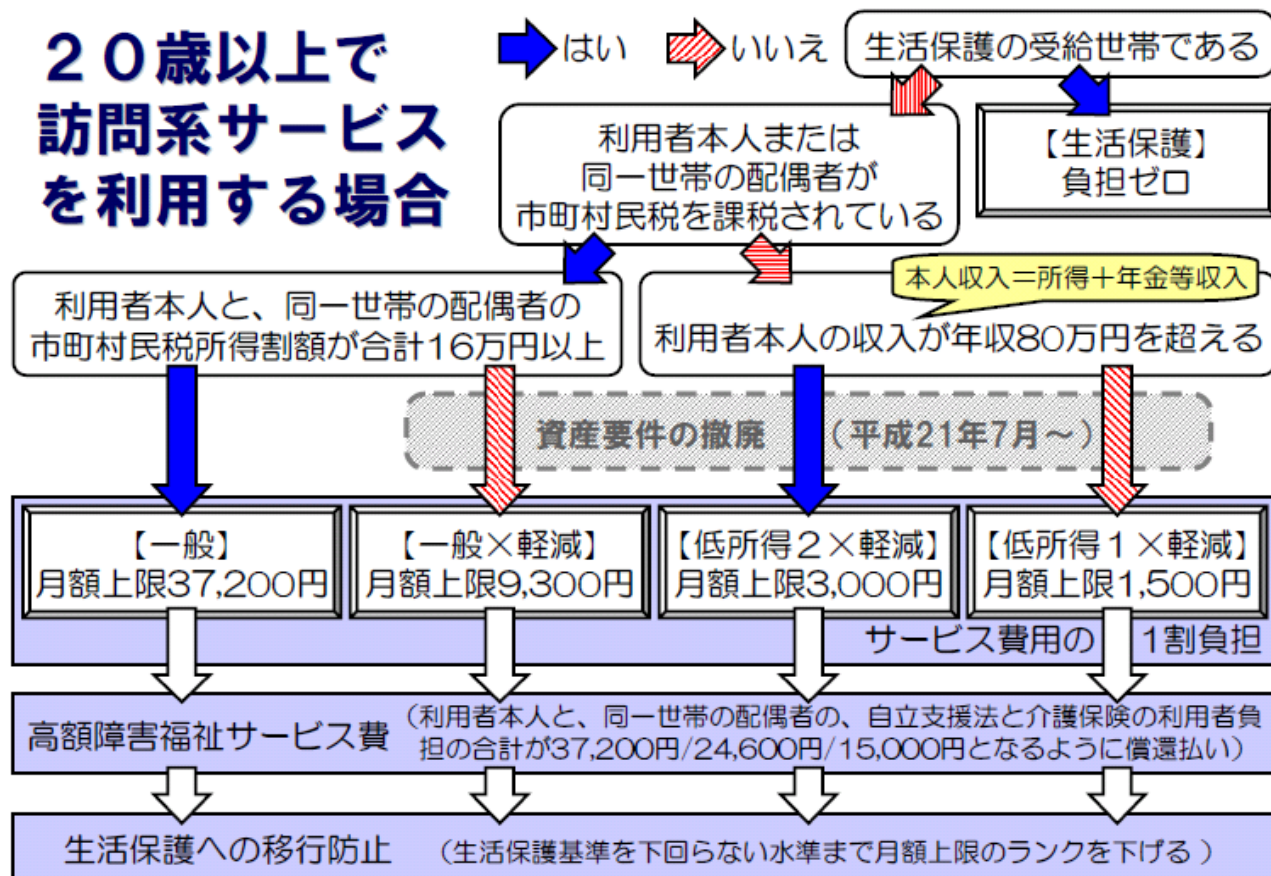 ２０歳以上で
訪問系サービス
を利用する場合
はい
いいえ
生活保護の受給世帯である
利用者本人または
同一世帯の配偶者が
市町村民税を課税されている
【生活保護】
負担ゼロ
利用者本人と、同一世帯の配偶者の
市町村民税所得割額が合計16万円以上
本人収入＝所得＋年金等収入
利用者本人の収入が年収80万円を超える
資産要件の撤廃　（平成21年7月～）
【一般】
月額上限37,200円
【一般×軽減】
月額上限9,300円
【低所得２×軽減】
月額上限3,000円
【低所得１×軽減】
月額上限1,500円
サービス費用の　１割負担
高額障害福祉サービス費
（利用者本人と、同一世帯の配偶者の、自立支援法と介護保険の利用者負
担の合計が37,200円/24,600円/15,000円となるように償還払い）
生活保護への移行防止　（生活保護基準を下回らない水準まで月額上限のランクを下げる ）